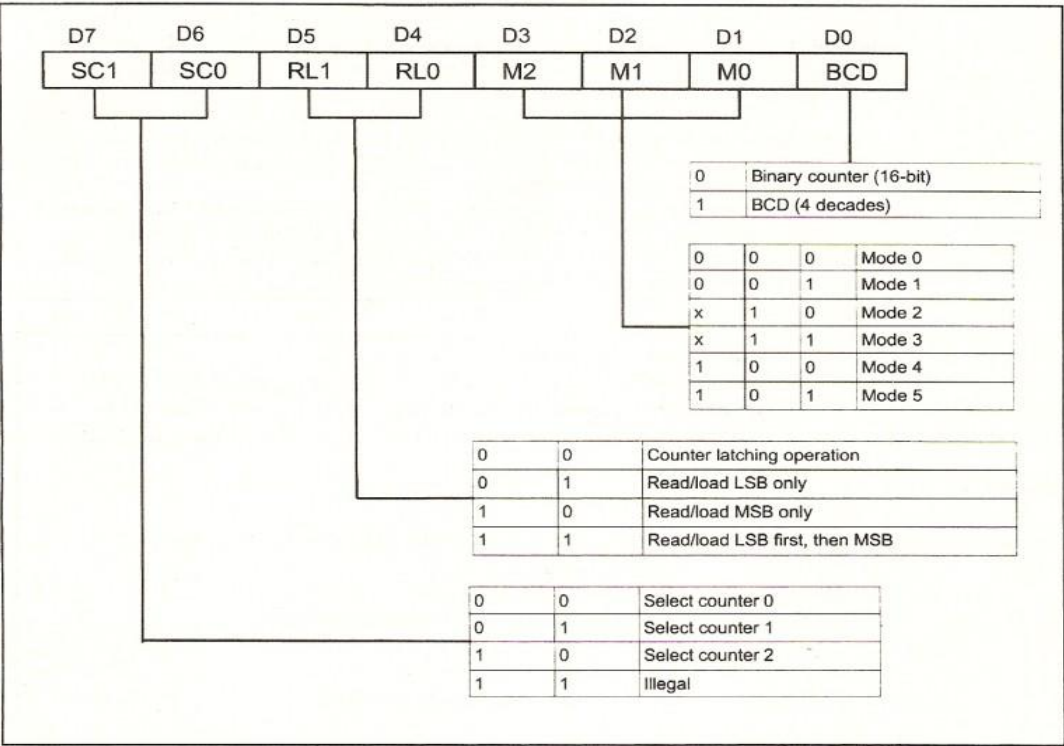 D7 D6 D5 D4 D3 D2 D1 D0
SC1 SC0 RL1 RL0 M2 M1 M0 BCD
0 Binary counter (16-bit)
1 BCD (4 decades)
0 0 0 Mode 0
0 0 1 Mode 1
x 1 0 Mode 2
x 1 1 Mode 3
1 0 0 Mode 4
1 0 1 Mode 5
0 0 Counter latching operation
0 1 Read/load LSB only
1 0 Read/load MSB only
1 1 Read/load LSB first, then MSB
0 0 Select counter 0
0 1 Select counter 1
1 0 Select counter 2
1 1 Illegal